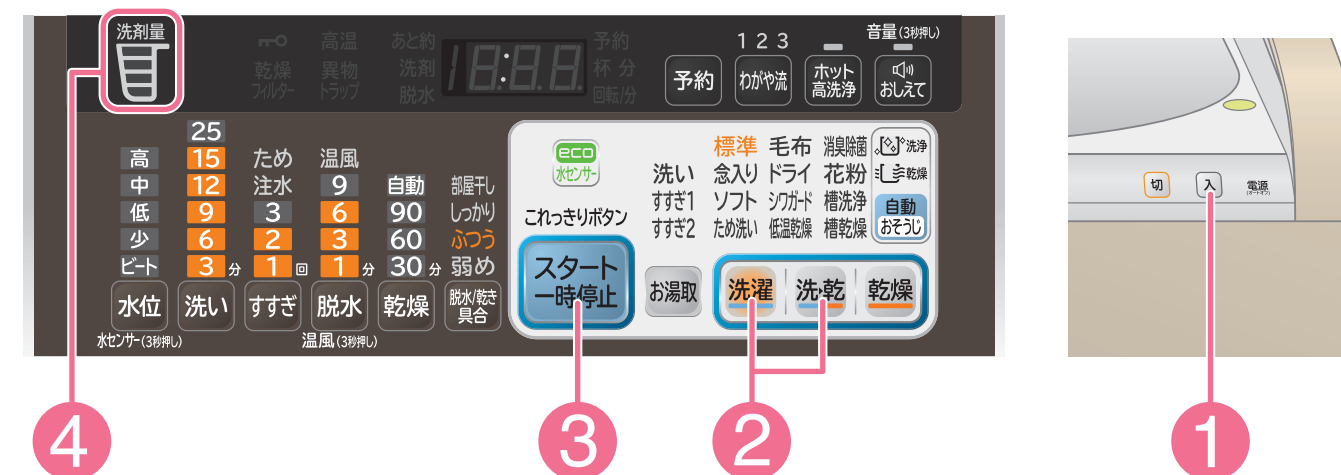 洗剤量
高温
あと約
予約
乾燥
異物
洗剤
18:8.8
杯 分
フィルター
トラップ
脱水
回転/分
音量(3秒押し)
1 2 3
予約
わがや流
ホット
高洗浄
おしえて
25
高 15 ため 温風
中 12 注水 9 自動 部屋干し
低 9 3 6 90 しっかり
少 6 2 3 60 ふつう
ビート 3分 1回 1分 30分 弱め
水位 洗い すすぎ 脱水 乾燥 脱水/乾き
具合
水センサー(3秒押し) 温風(3秒押し)
eco
水センサー
これっきりボタン
スタート
一時停止
標準 毛布 消臭除菌
洗い 念入り ドライ 花粉
すすぎ1 ソフト シワガード 槽洗浄
すすぎ2 ため洗い 低温乾燥 槽乾燥
洗浄
乾燥
自動
おそうじ
お湯取
洗濯 洗・乾 乾燥
4
3
2
切 入 電源
(オートオフ)
1